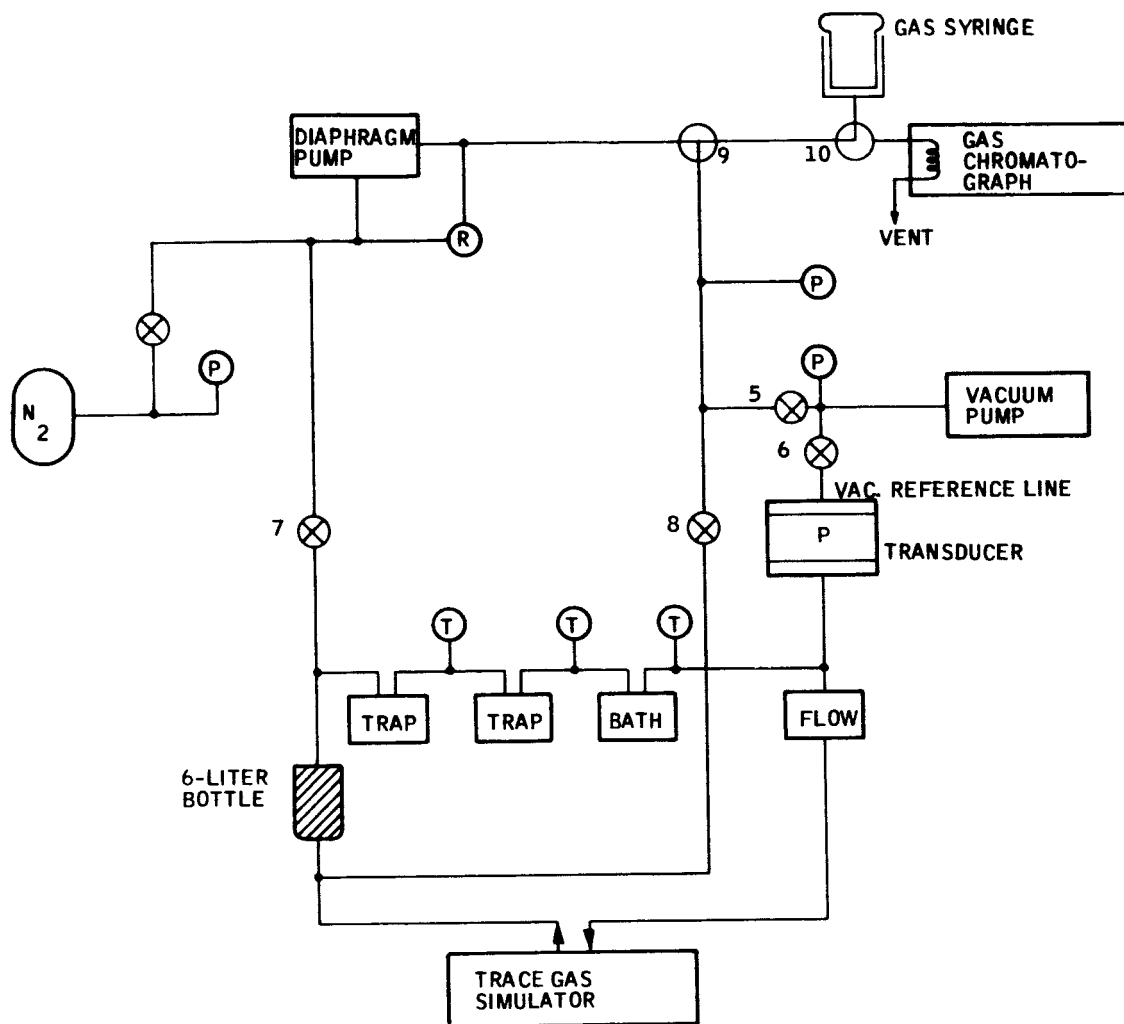 GAS SYRINGE
DIAPHRAGM
PUMP
9
10
GAS
CHROMATO-
GRAPH
VENT
R
P
P
P
N
2
5
VACUUM
PUMP
6
VAC. REFERENCE LINE
7
8
P
TRANSDUCER
T
T
T
TRAP
TRAP
BATH
FLOW
6-LITER
BOTTLE
TRACE GAS
SIMULATOR